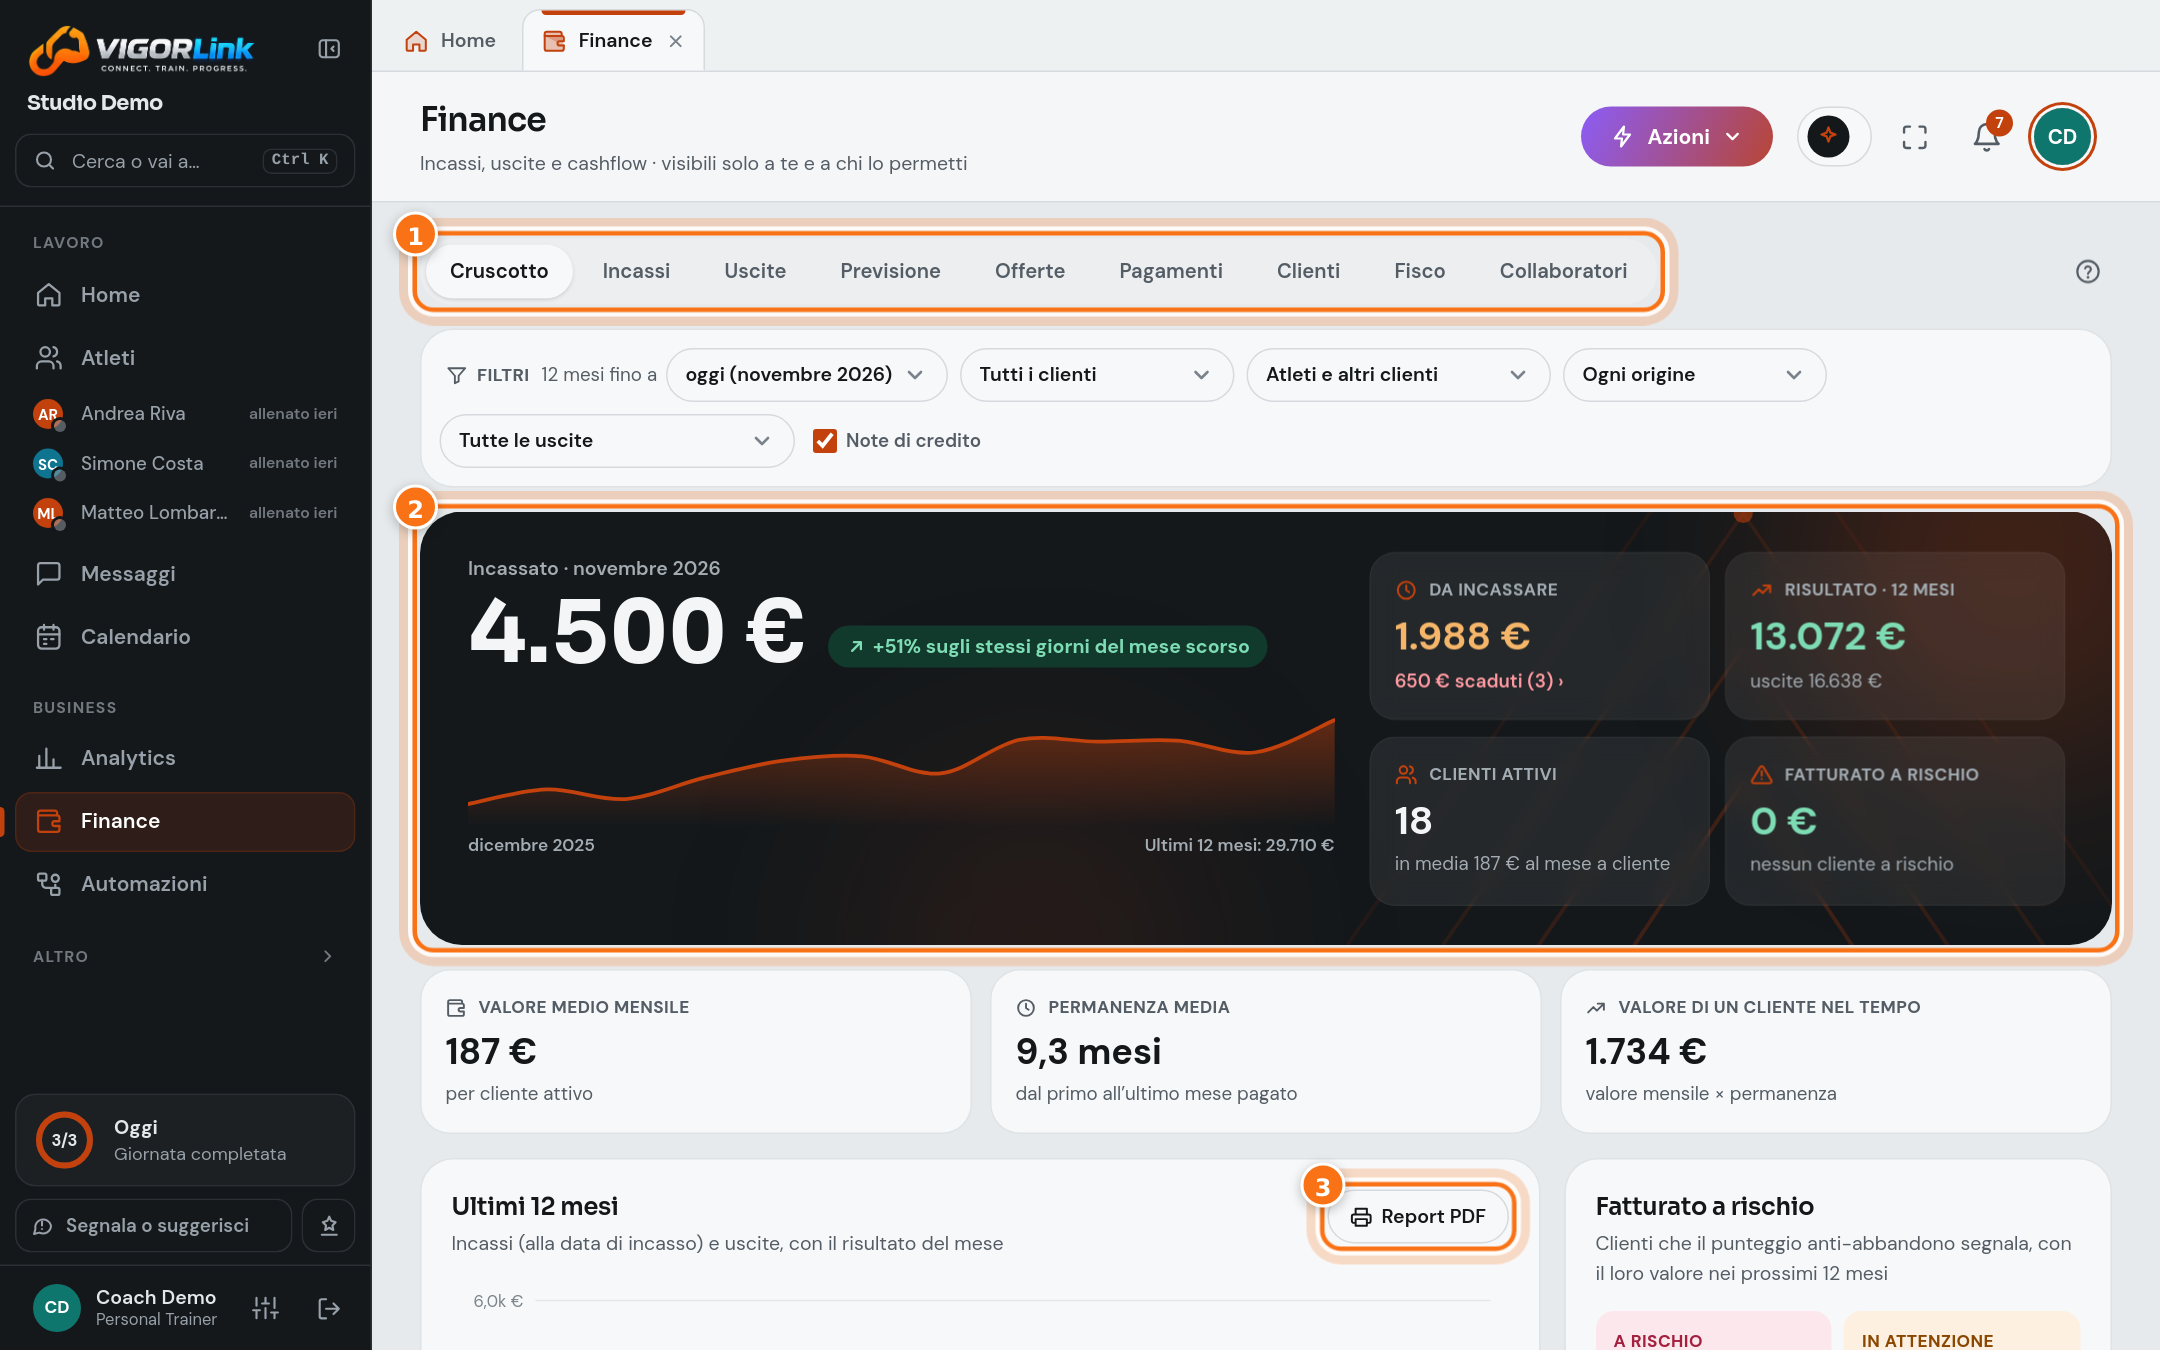 VIGORLink
CONNECT. TRAIN. PROGRESS.
Studio Demo
Cerca o vai a...
Ctrl K
LAVORO
Home
Atleti
AR Andrea Riva allenato ieri
SC Simone Costa allenato ieri
ML Matteo Lombar... allenato ieri
Messaggi
Calendario
BUSINESS
Analytics
Finance
Automazioni
ALTRO
3/3
Oggi
Giornata completata
Segnala o suggerisci
CD
Coach Demo
Personal Trainer
Home
Finance
Finance
Incassi, uscite e cashflow · visibili solo a te e a chi lo permetti
Azioni
7
CD
1
Cruscotto Incassi Uscite Previsione Offerte Pagamenti Clienti Fisco Collaboratori
FILTRI 12 mesi fino a oggi (novembre 2026) Tutti i clienti Atleti e altri clienti Ogni origine
Tutte le uscite Note di credito
2
Incassato · novembre 2026
4.500 €
+51% sugli stessi giorni del mese scorso
dicembre 2025
Ultimi 12 mesi: 29.710 €
DA INCASSARE
1.988 €
650 € scaduti (3) ›
RISULTATO · 12 MESI
13.072 €
uscite 16.638 €
CLIENTI ATTIVI
18
in media 187 € al mese a cliente
FATTURATO A RISCHIO
0 €
nessun cliente a rischio
VALORE MEDIO MENSILE
187 €
per cliente attivo
PERMANENZA MEDIA
9,3 mesi
dal primo all’ultimo mese pagato
VALORE DI UN CLIENTE NEL TEMPO
1.734 €
valore mensile × permanenza
Ultimi 12 mesi
Incassi (alla data di incasso) e uscite, con il risultato del mese
3
Report PDF
6,0k €
Fatturato a rischio
Clienti che il punteggio anti-abbandono segnala, con
il loro valore nei prossimi 12 mesi
A RISCHIO
IN ATTENZIONE